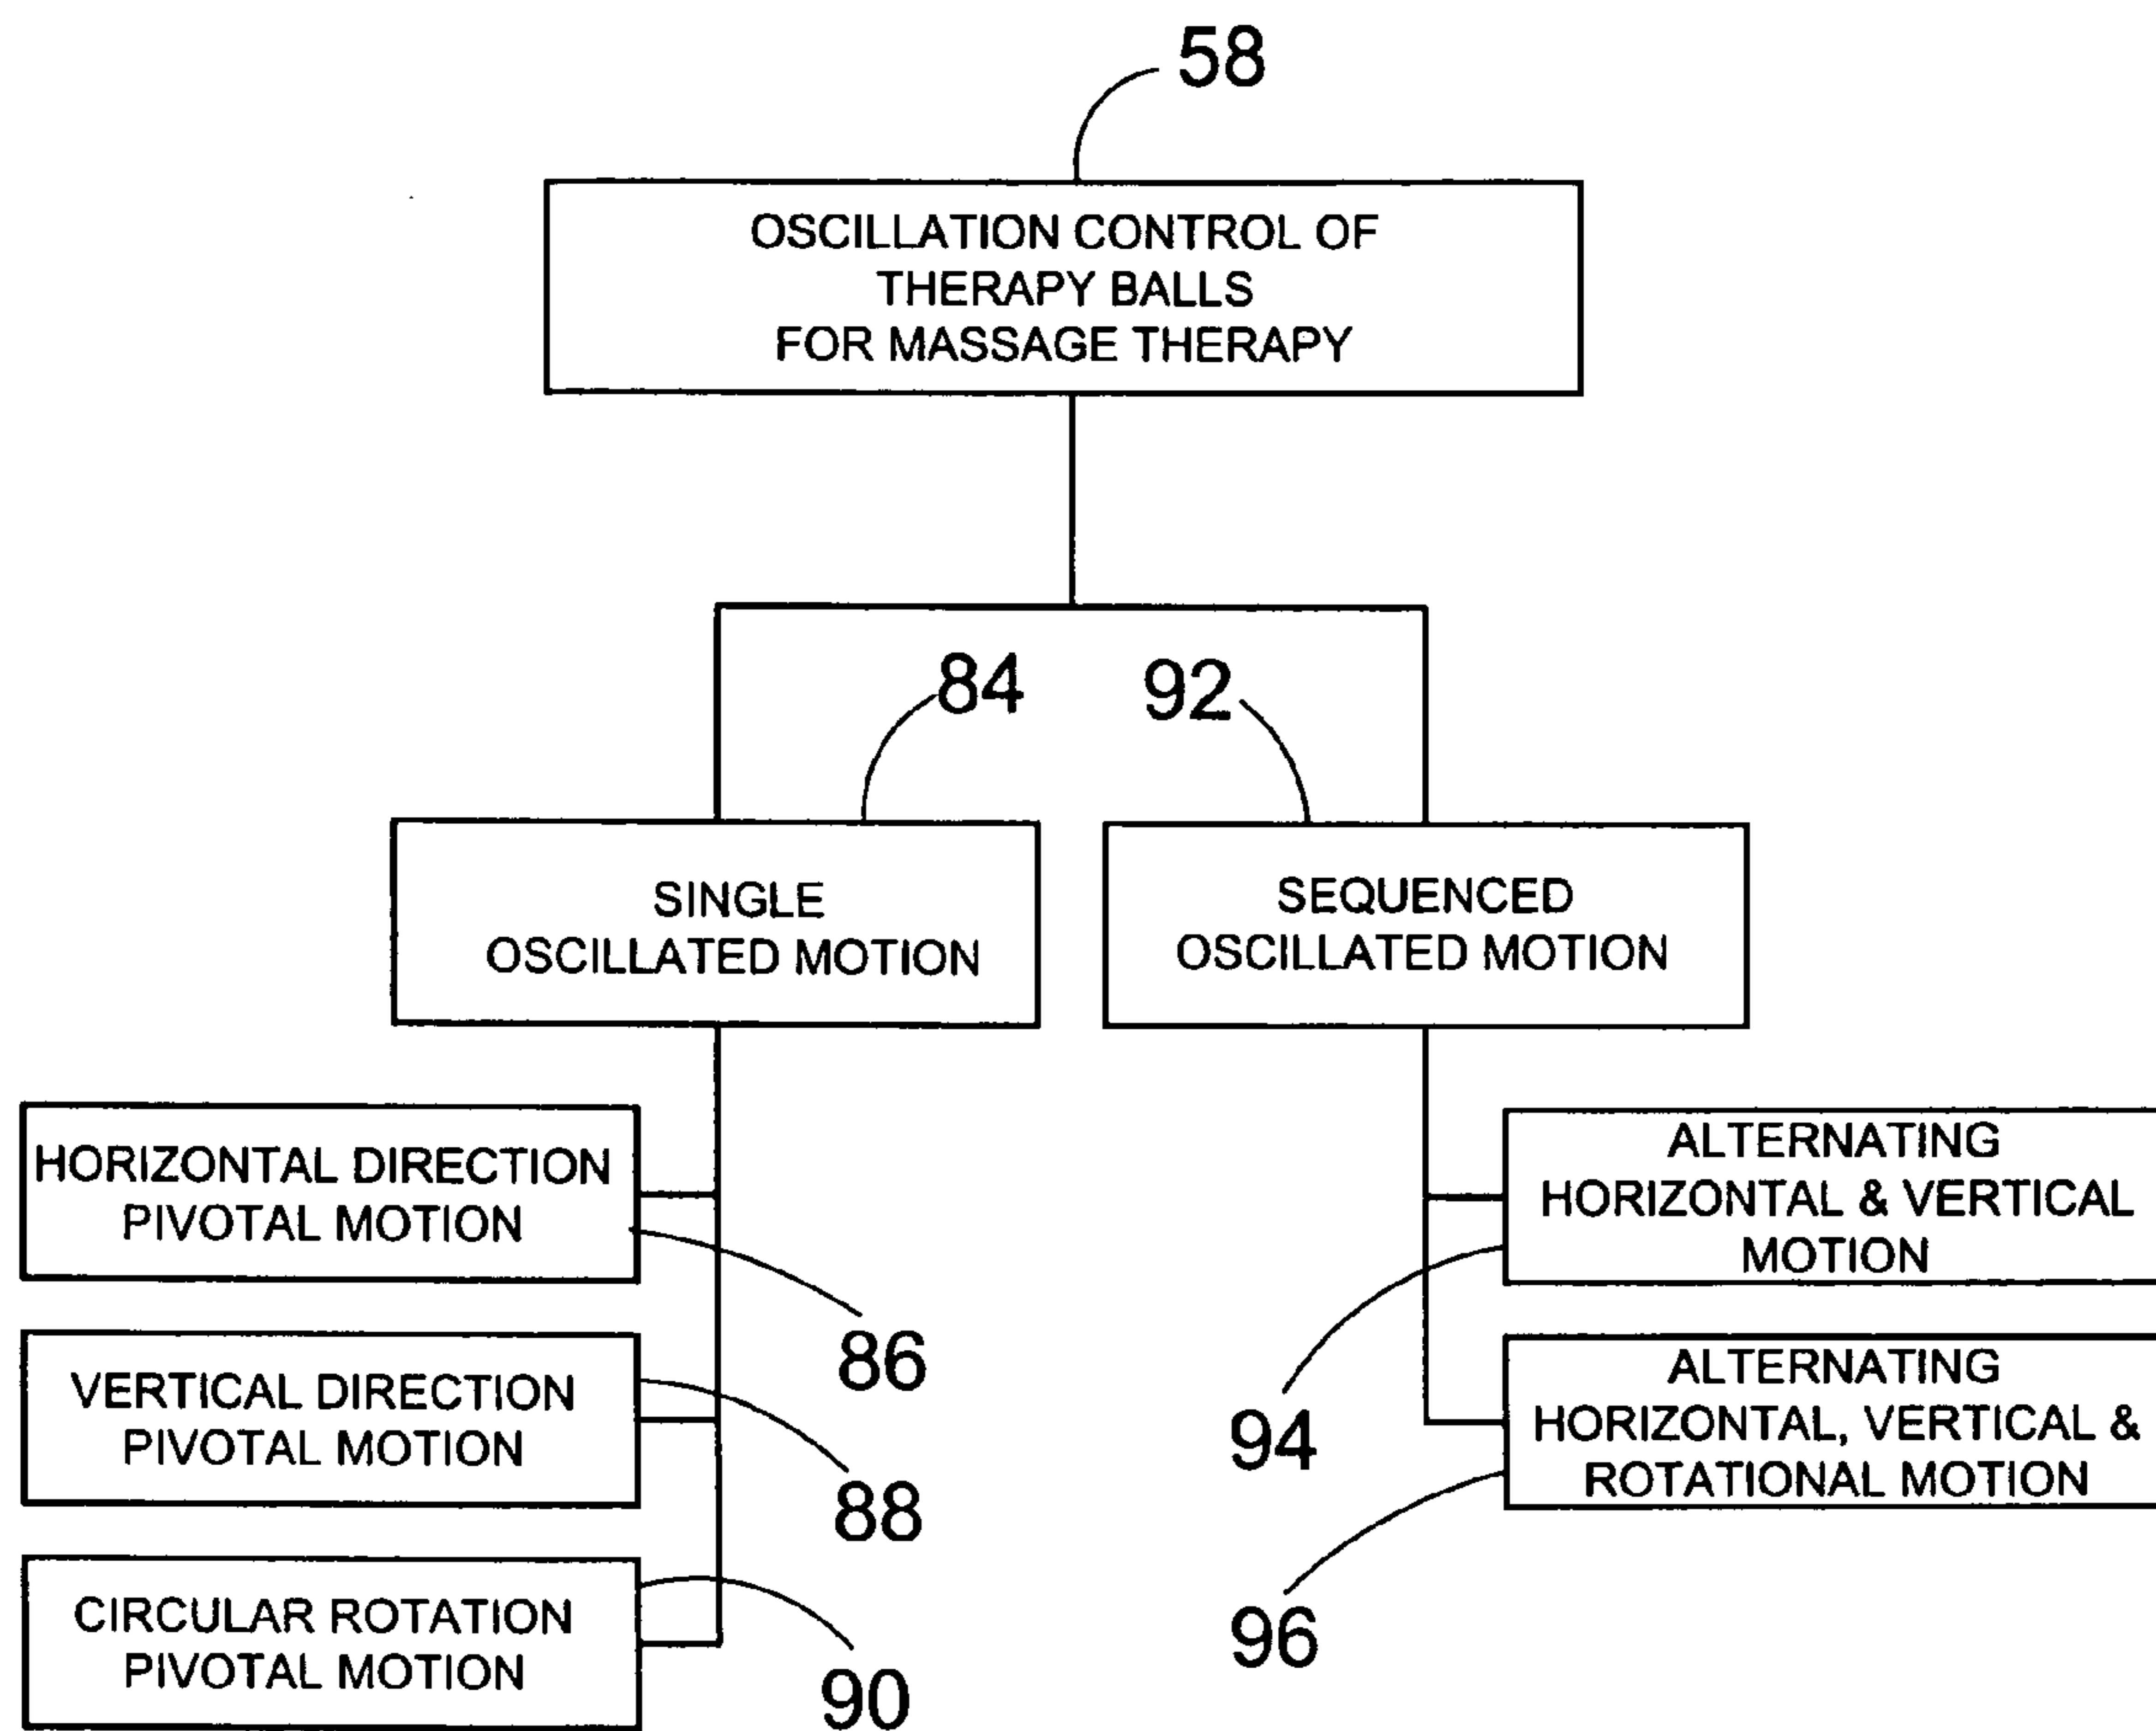 58
OSCILLATION CONTROL OF
THERAPY BALLS
FOR MASSAGE THERAPY
84
92
SINGLE
OSCILLATED MOTION
SEQUENCED
OSCILLATED MOTION
HORIZONTAL DIRECTION
PIVOTAL MOTION
86
VERTICAL DIRECTION
PIVOTAL MOTION
88
CIRCULAR ROTATION
PIVOTAL MOTION
90
ALTERNATING
HORIZONTAL & VERTICAL
MOTION
94
ALTERNATING
HORIZONTAL, VERTICAL &
ROTATIONAL MOTION
96